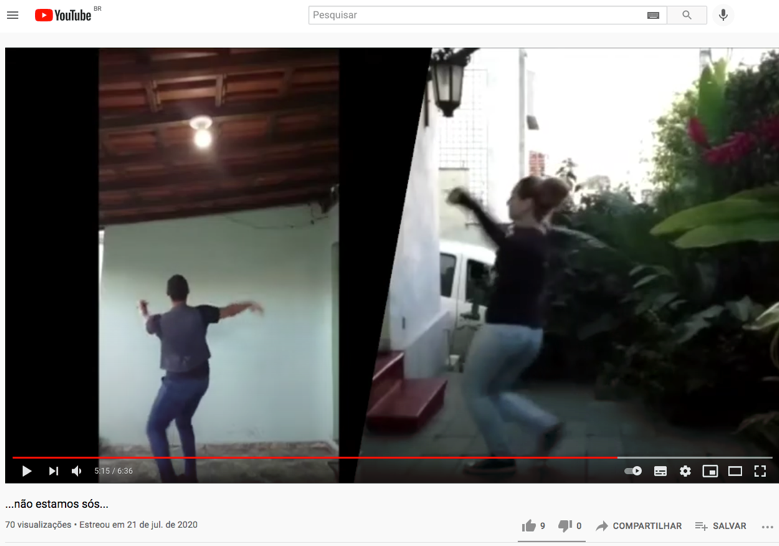 YouTube BR
Pesquisar
5:15 / 6:36
...não estamos sós...
70 visualizações • Estreou em 21 de jul. de 2020
9
0
COMPARTILHAR
SALVAR